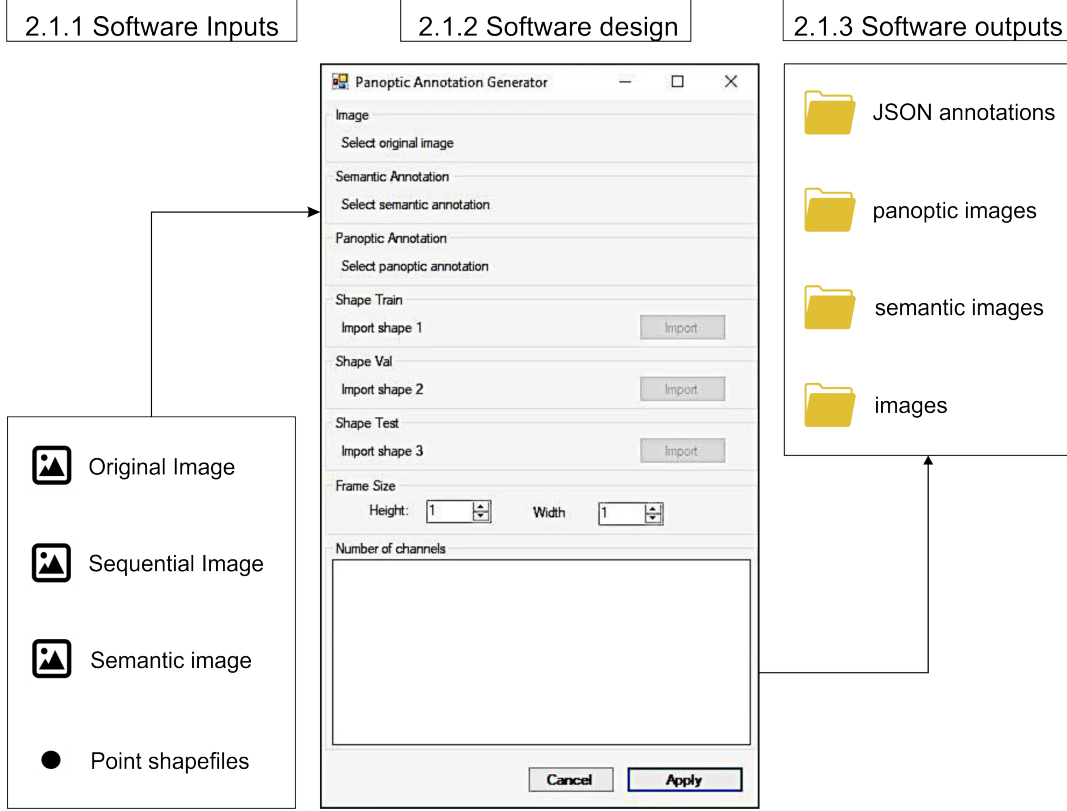 2.1.1 Software Inputs
2.1.2 Software design
2.1.3 Software outputs
Original Image
Sequential Image
Semantic image
Point shapefiles
Panoptic Annotation Generator
Image
Select original image
Semantic Annotation
Select semantic annotation
Panoptic Annotation
Select panoptic annotation
Shape Train
Import shape 1 Import
Shape Val
Import shape 2 Import
Shape Test
Import shape 3 Import
Frame Size
Height: 1 Width 1
Number of channels
Cancel Apply
JSON annotations
panoptic images
semantic images
images